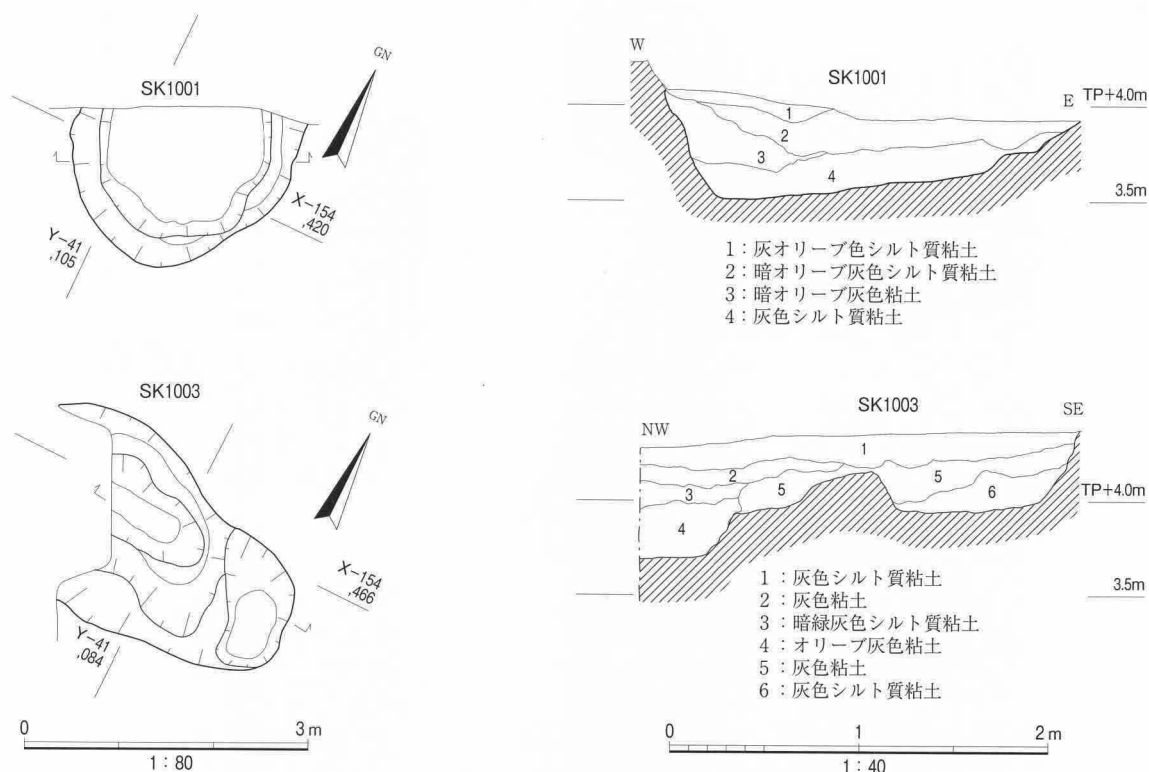 SK1001
GN
X-154
,420
Y-41
,105
W
SK1001
E
TP+4.0m
3.5m
1
2
3
4
1：灰オリーブ色シルト質粘土
2：暗オリーブ灰色シルト質粘土
3：暗オリーブ灰色粘土
4：灰色シルト質粘土
SK1003
GN
X-154
,466
Y-41
,084
SK1003
NW
SE
TP+4.0m
3.5m
1
2
3
4
5
5
6
1：灰色シルト質粘土
2：灰色粘土
3：暗緑灰色シルト質粘土
4：オリーブ灰色粘土
5：灰色粘土
6：灰色シルト質粘土
0 3m
1：80
0 1 2m
1：40